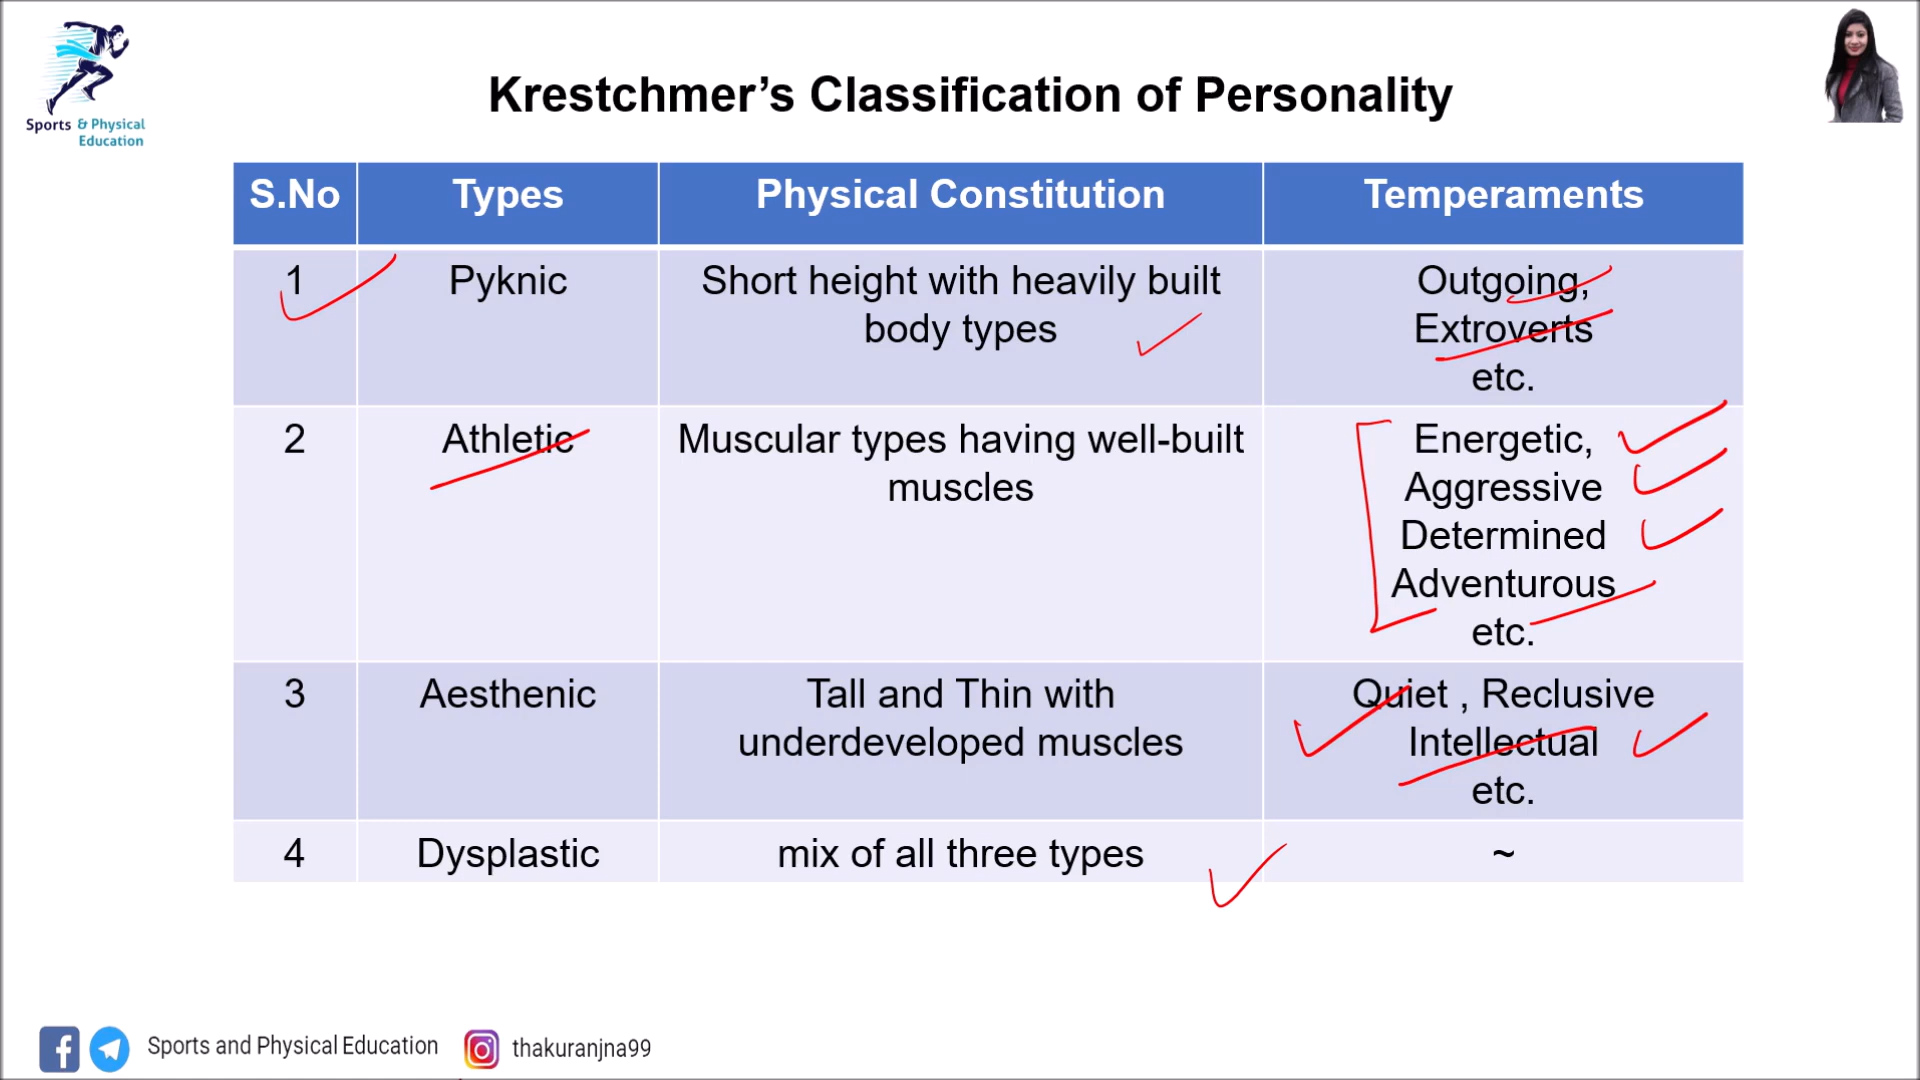 Sports & Physical
Education
Krestchmer’s Classification of Personality
S.No Types Physical Constitution Temperaments
1 Pyknic Short height with heavily built body types Outgoing,
Extroverts
etc.
2 Athletic Muscular types having well-built muscles Energetic,
Aggressive
Determined
Adventurous
etc.
3 Aesthenic Tall and Thin with underdeveloped muscles Quiet , Reclusive
Intellectual
etc.
4 Dysplastic mix of all three types ~
Sports and Physical Education thakuranjna99